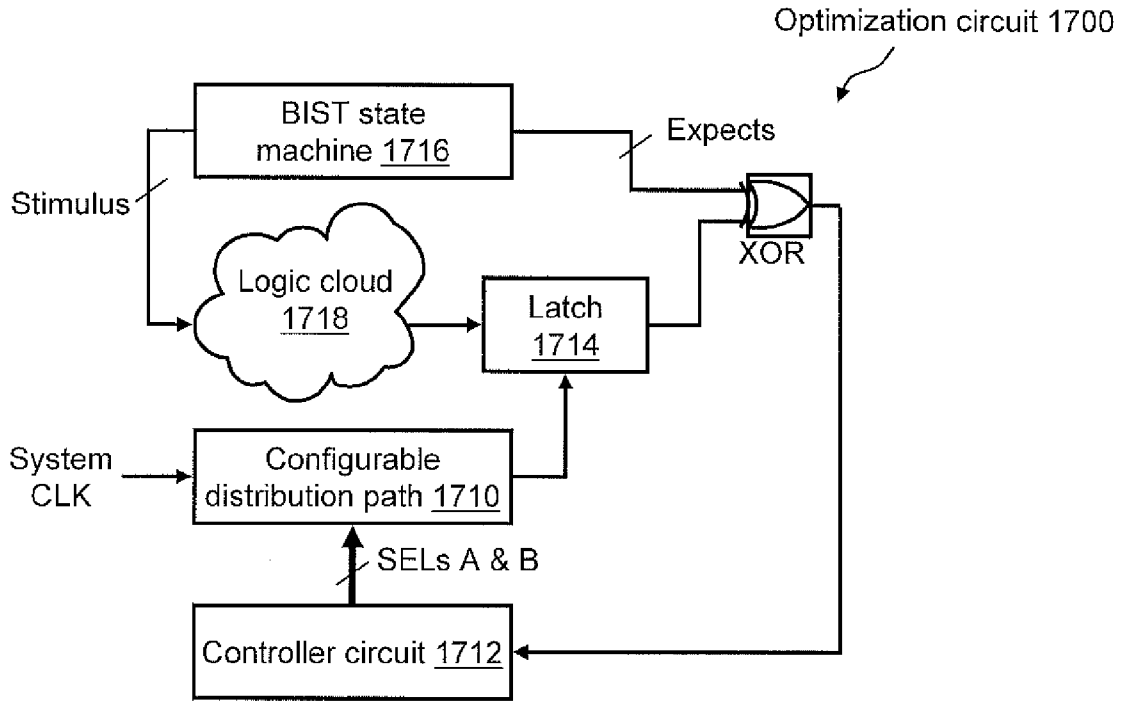 Optimization circuit 1700
BIST state
machine 1716
Expects
Stimulus
XOR
Logic cloud
1718
Latch
1714
System
CLK
Configurable
distribution path 1710
SELs A & B
Controller circuit 1712